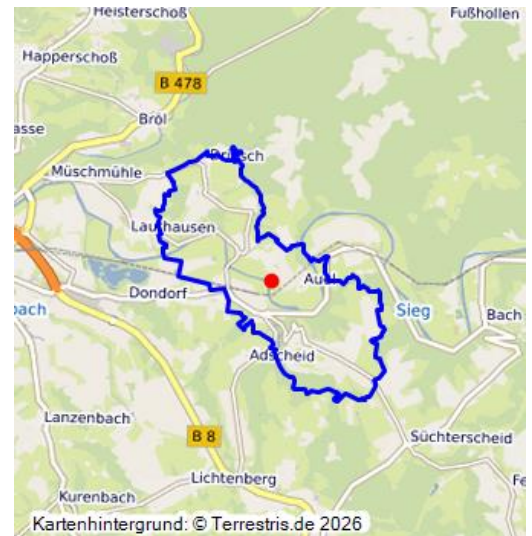 Heisterschoß
Fußhollen
Happerschoß
B 478
Bröl
Müschmühle
Lauthausen
Dondorf
Sieg
Bach
bach
Adscheid
Lanzenbach
B 8
Süchterscheid
Lichtenberg
Kurenbach
Kartenhintergrund: © Terrestris.de 2026